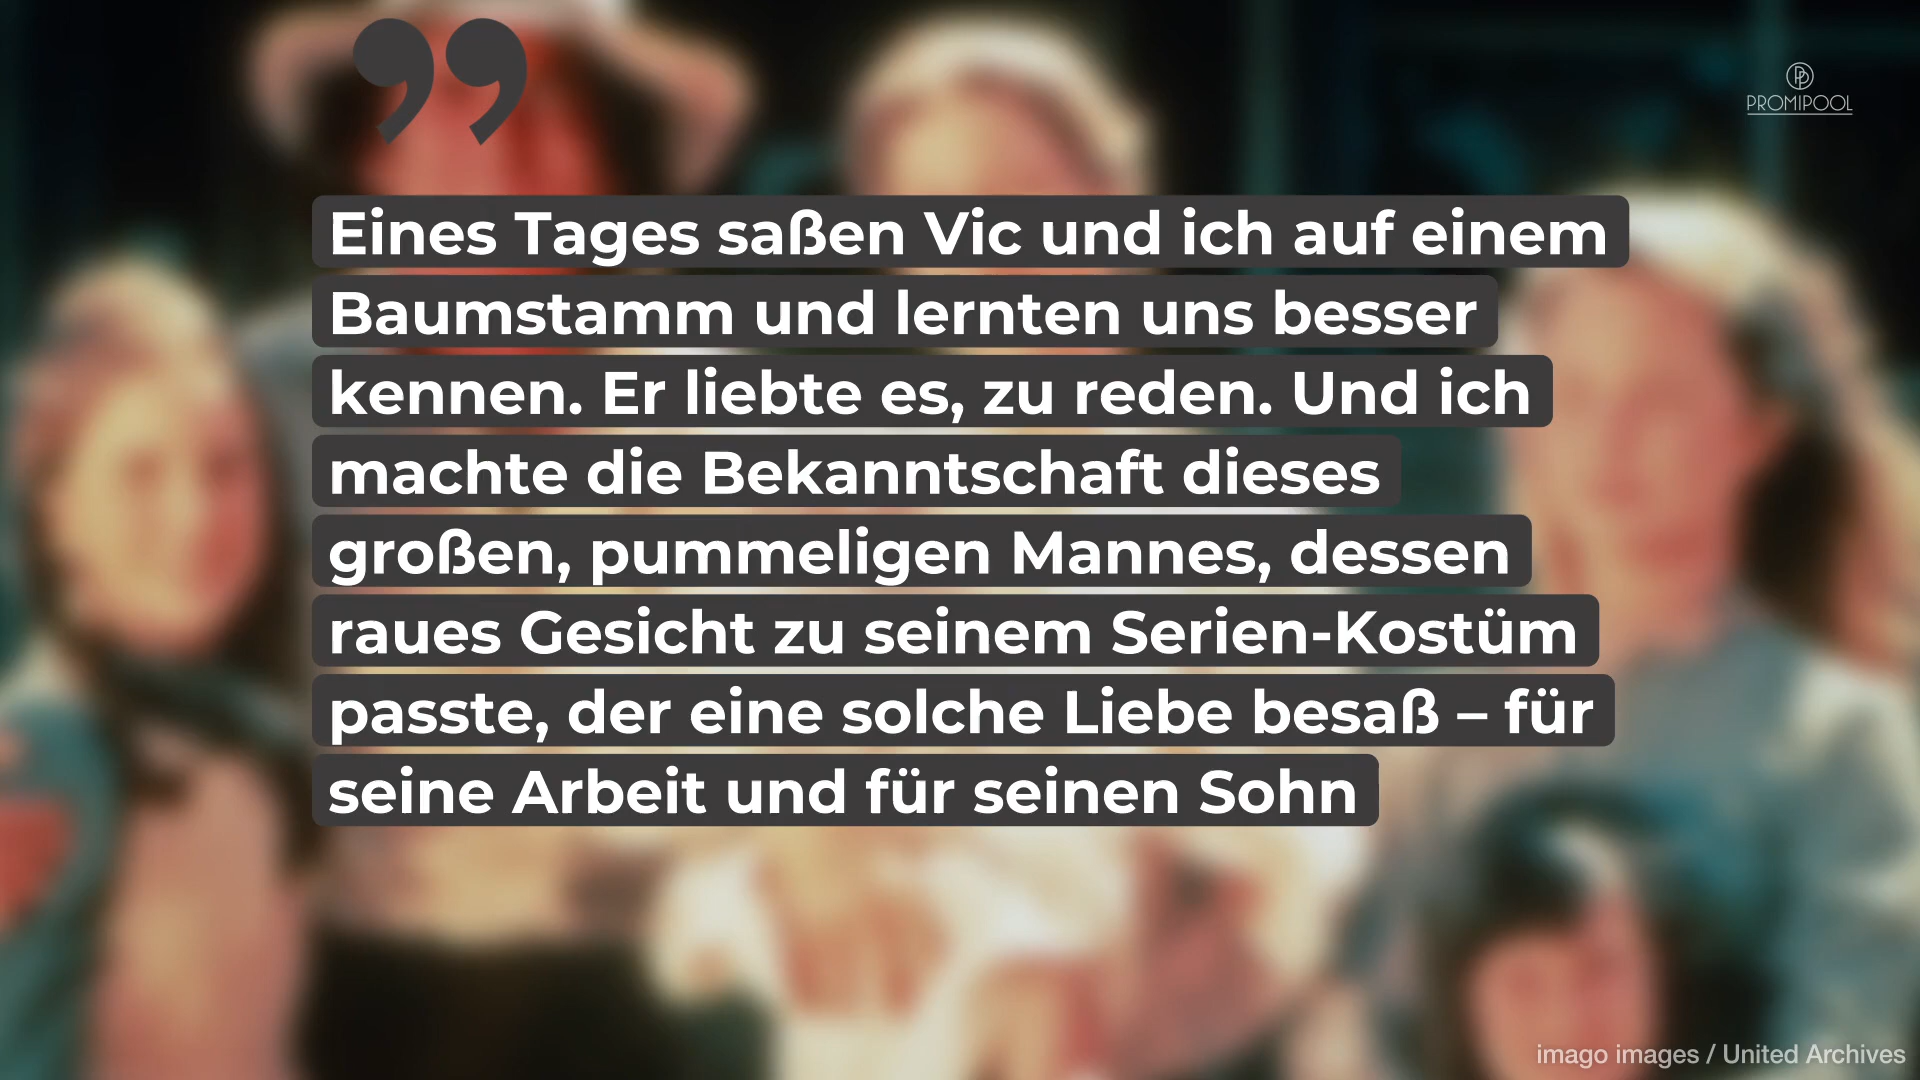 ”
PROMIPOOL
Eines Tages saßen Vic und ich auf einem
Baumstamm und lernten uns besser
kennen. Er liebte es, zu reden. Und ich
machte die Bekanntschaft dieses
großen, pummeligen Mannes, dessen
raues Gesicht zu seinem Serien-Kostüm
passte, der eine solche Liebe besaß – für
seine Arbeit und für seinen Sohn
imago images / United Archives